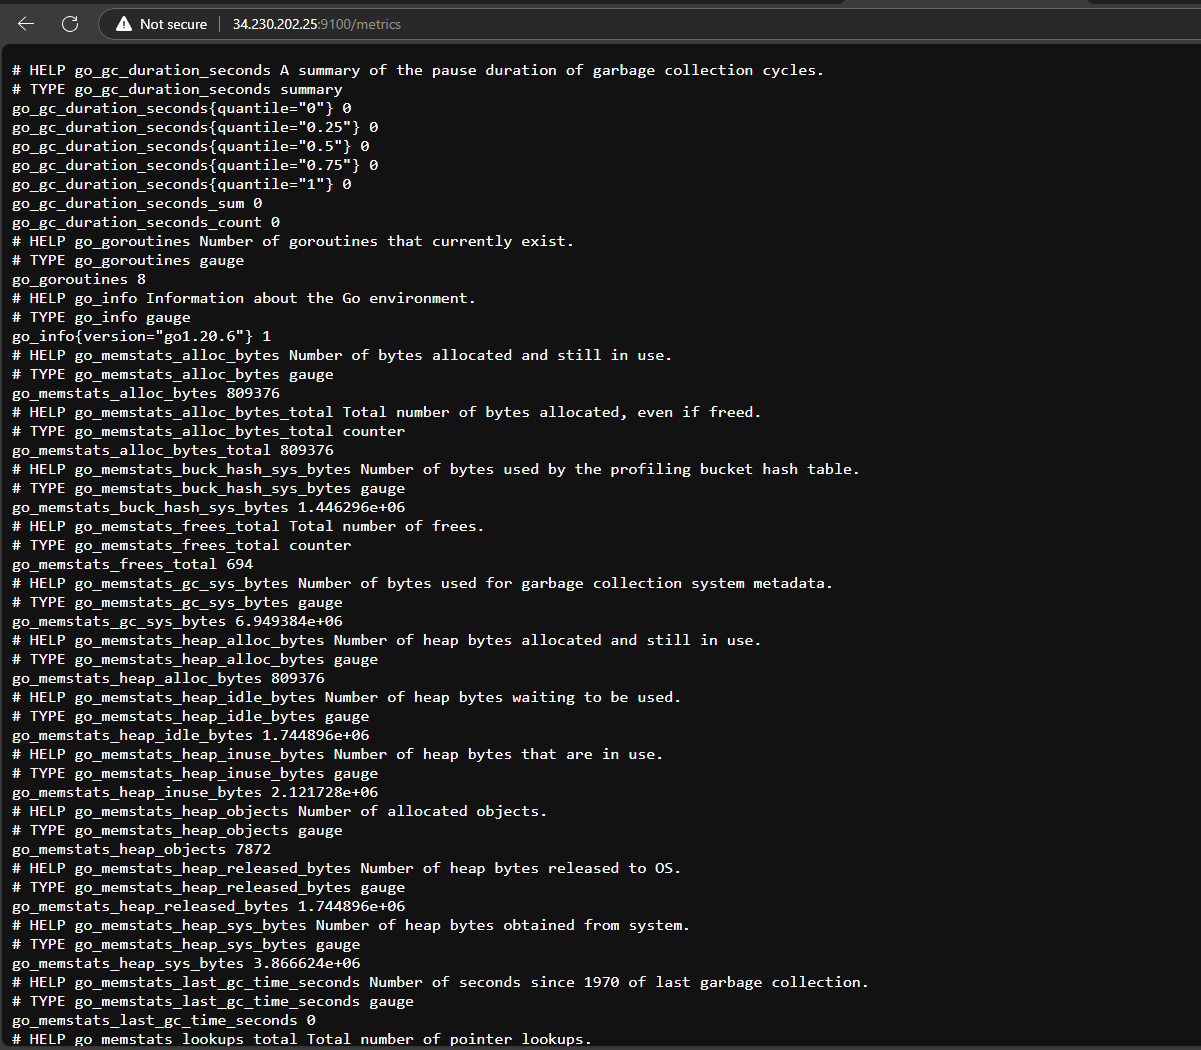 Not secure 34.230.202.25:9100/metrics
# HELP go_gc_duration_seconds A summary of the pause duration of garbage collection cycles.
# TYPE go_gc_duration_seconds summary
go_gc_duration_seconds{quantile="0"} 0
go_gc_duration_seconds{quantile="0.25"} 0
go_gc_duration_seconds{quantile="0.5"} 0
go_gc_duration_seconds{quantile="0.75"} 0
go_gc_duration_seconds{quantile="1"} 0
go_gc_duration_seconds_sum 0
go_gc_duration_seconds_count 0
# HELP go_goroutines Number of goroutines that currently exist.
# TYPE go_goroutines gauge
go_goroutines 8
# HELP go_info Information about the Go environment.
# TYPE go_info gauge
go_info{version="go1.20.6"} 1
# HELP go_memstats_alloc_bytes Number of bytes allocated and still in use.
# TYPE go_memstats_alloc_bytes gauge
go_memstats_alloc_bytes 809376
# HELP go_memstats_alloc_bytes_total Total number of bytes allocated, even if freed.
# TYPE go_memstats_alloc_bytes_total counter
go_memstats_alloc_bytes_total 809376
# HELP go_memstats_buck_hash_sys_bytes Number of bytes used by the profiling bucket hash table.
# TYPE go_memstats_buck_hash_sys_bytes gauge
go_memstats_buck_hash_sys_bytes 1.446296e+06
# HELP go_memstats_frees_total Total number of frees.
# TYPE go_memstats_frees_total counter
go_memstats_frees_total 694
# HELP go_memstats_gc_sys_bytes Number of bytes used for garbage collection system metadata.
# TYPE go_memstats_gc_sys_bytes gauge
go_memstats_gc_sys_bytes 6.949384e+06
# HELP go_memstats_heap_alloc_bytes Number of heap bytes allocated and still in use.
# TYPE go_memstats_heap_alloc_bytes gauge
go_memstats_heap_alloc_bytes 809376
# HELP go_memstats_heap_idle_bytes Number of heap bytes waiting to be used.
# TYPE go_memstats_heap_idle_bytes gauge
go_memstats_heap_idle_bytes 1.744896e+06
# HELP go_memstats_heap_inuse_bytes Number of heap bytes that are in use.
# TYPE go_memstats_heap_inuse_bytes gauge
go_memstats_heap_inuse_bytes 2.121728e+06
# HELP go_memstats_heap_objects Number of allocated objects.
# TYPE go_memstats_heap_objects gauge
go_memstats_heap_objects 7872
# HELP go_memstats_heap_released_bytes Number of heap bytes released to OS.
# TYPE go_memstats_heap_released_bytes gauge
go_memstats_heap_released_bytes 1.744896e+06
# HELP go_memstats_heap_sys_bytes Number of heap bytes obtained from system.
# TYPE go_memstats_heap_sys_bytes gauge
go_memstats_heap_sys_bytes 3.866624e+06
# HELP go_memstats_last_gc_time_seconds Number of seconds since 1970 of last garbage collection.
# TYPE go_memstats_last_gc_time_seconds gauge
go_memstats_last_gc_time_seconds 0
# HELP go_memstats_lookups_total Total number of pointer lookups.